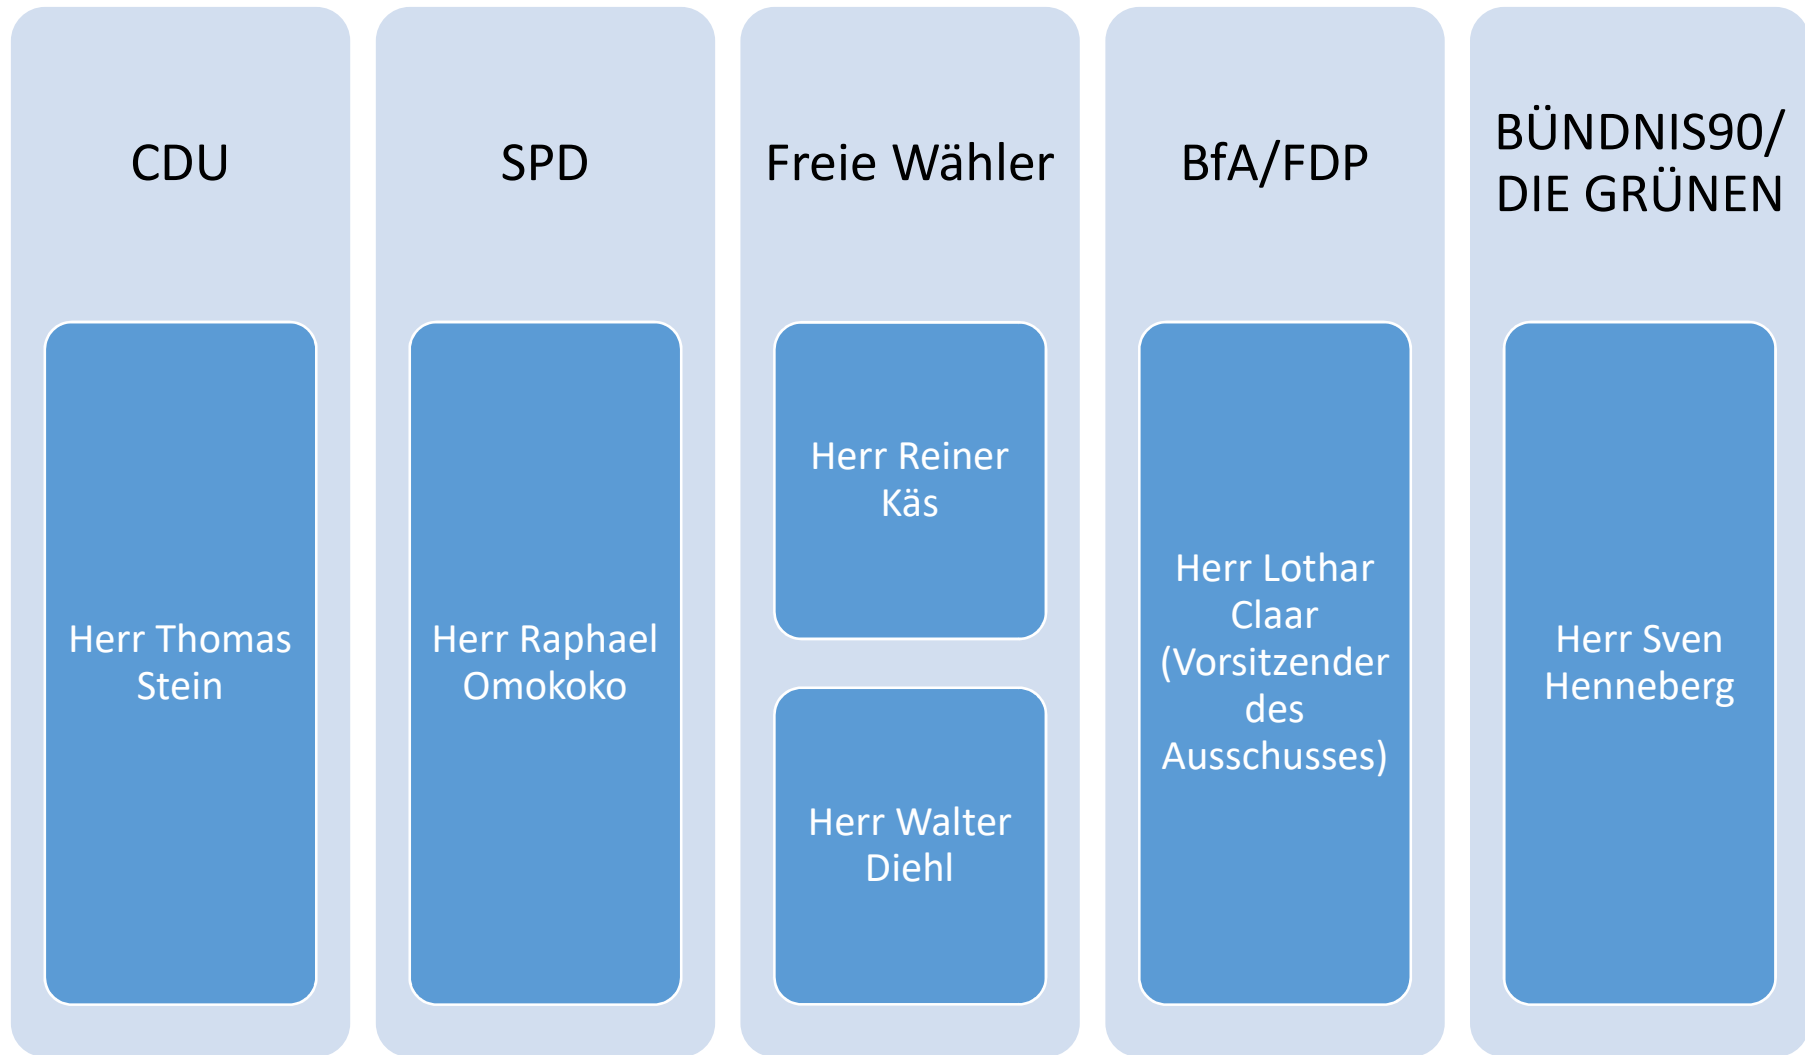 CDU
Herr Thomas
Stein
SPD
Herr Raphael
Omokoko
Freie Wähler
Herr Reiner
Käs
Herr Walter
Diehl
BfA/FDP
Herr Lothar
Claar
(Vorsitzender
des
Ausschusses)
BÜNDNIS90/
DIE GRÜNEN
Herr Sven
Henneberg